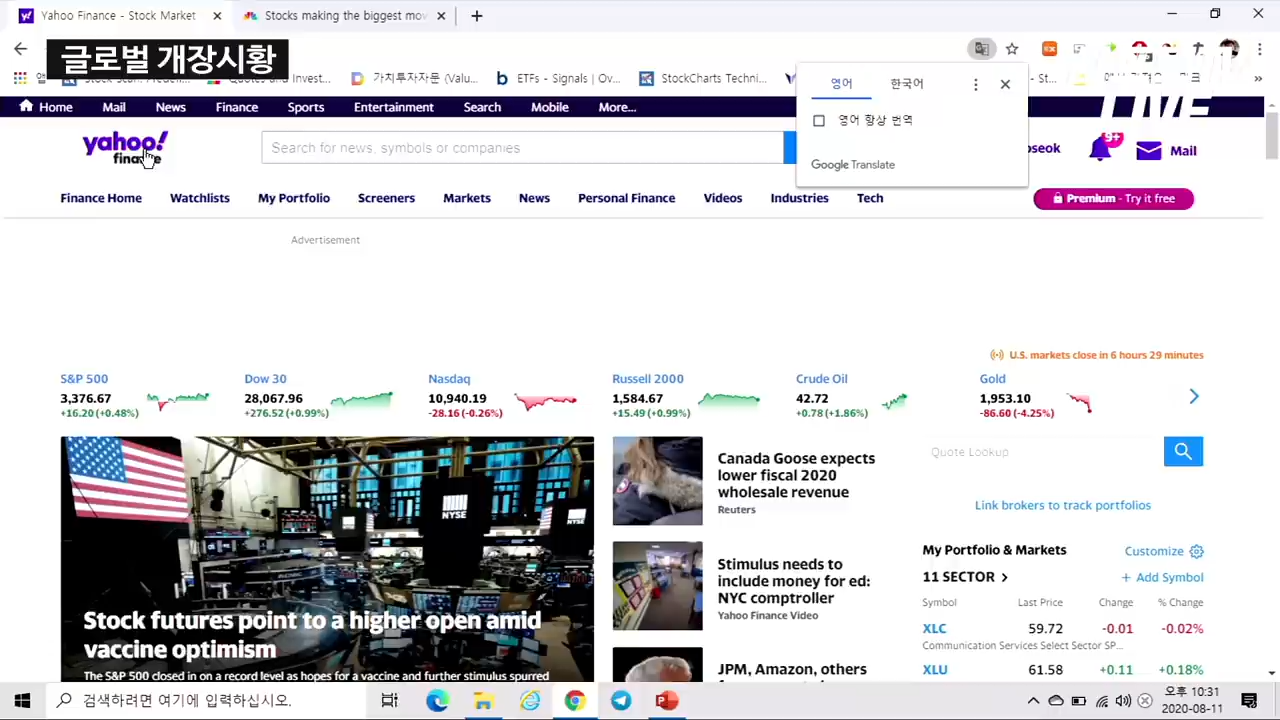 Yahoo Finance - Stock Market
Stocks making the biggest mov
글로벌 개장시황
가치투자자문 (Valu...
ETFs - Signals | Ov...
StockCharts Techni...
LIVE
영어
한국어
영어 항상 번역
Google Translate
Home
Mail
News
Finance
Sports
Entertainment
Search
Mobile
More...
yahoo!
finance
Search for news, symbols or companies
9+
Mail
Finance Home
Watchlists
My Portfolio
Screeners
Markets
News
Personal Finance
Videos
Industries
Tech
Premium - Try it free
Advertisement
U.S. markets close in 6 hours 29 minutes
S&P 500
3,376.67
+16.20 (+0.48%)
Dow 30
28,067.96
+276.52 (+0.99%)
Nasdaq
10,940.19
-28.16 (-0.26%)
Russell 2000
1,584.67
+15.49 (+0.99%)
Crude Oil
42.72
+0.78 (+1.86%)
Gold
1,953.10
-86.60 (-4.25%)
NYSE
NYSE
Stock futures point to a higher open amid
vaccine optimism
The S&P 500 closed in on a record level as hopes for a vaccine and further stimulus spurred
Canada Goose expects
lower fiscal 2020
wholesale revenue
Reuters
Stimulus needs to
include money for ed:
NYC comptroller
Yahoo Finance Video
JPM, Amazon, others
Quote Lookup
Link brokers to track portfolios
My Portfolio & Markets
Customize
11 SECTOR
+ Add Symbol
Symbol Last Price Change % Change
XLC 59.72 -0.01 -0.02%
Communication Services Select Sector SP...
XLU 61.58 +0.11 +0.18%
검색하려면 여기에 입력하십시오.
오후 10:31
2020-08-11